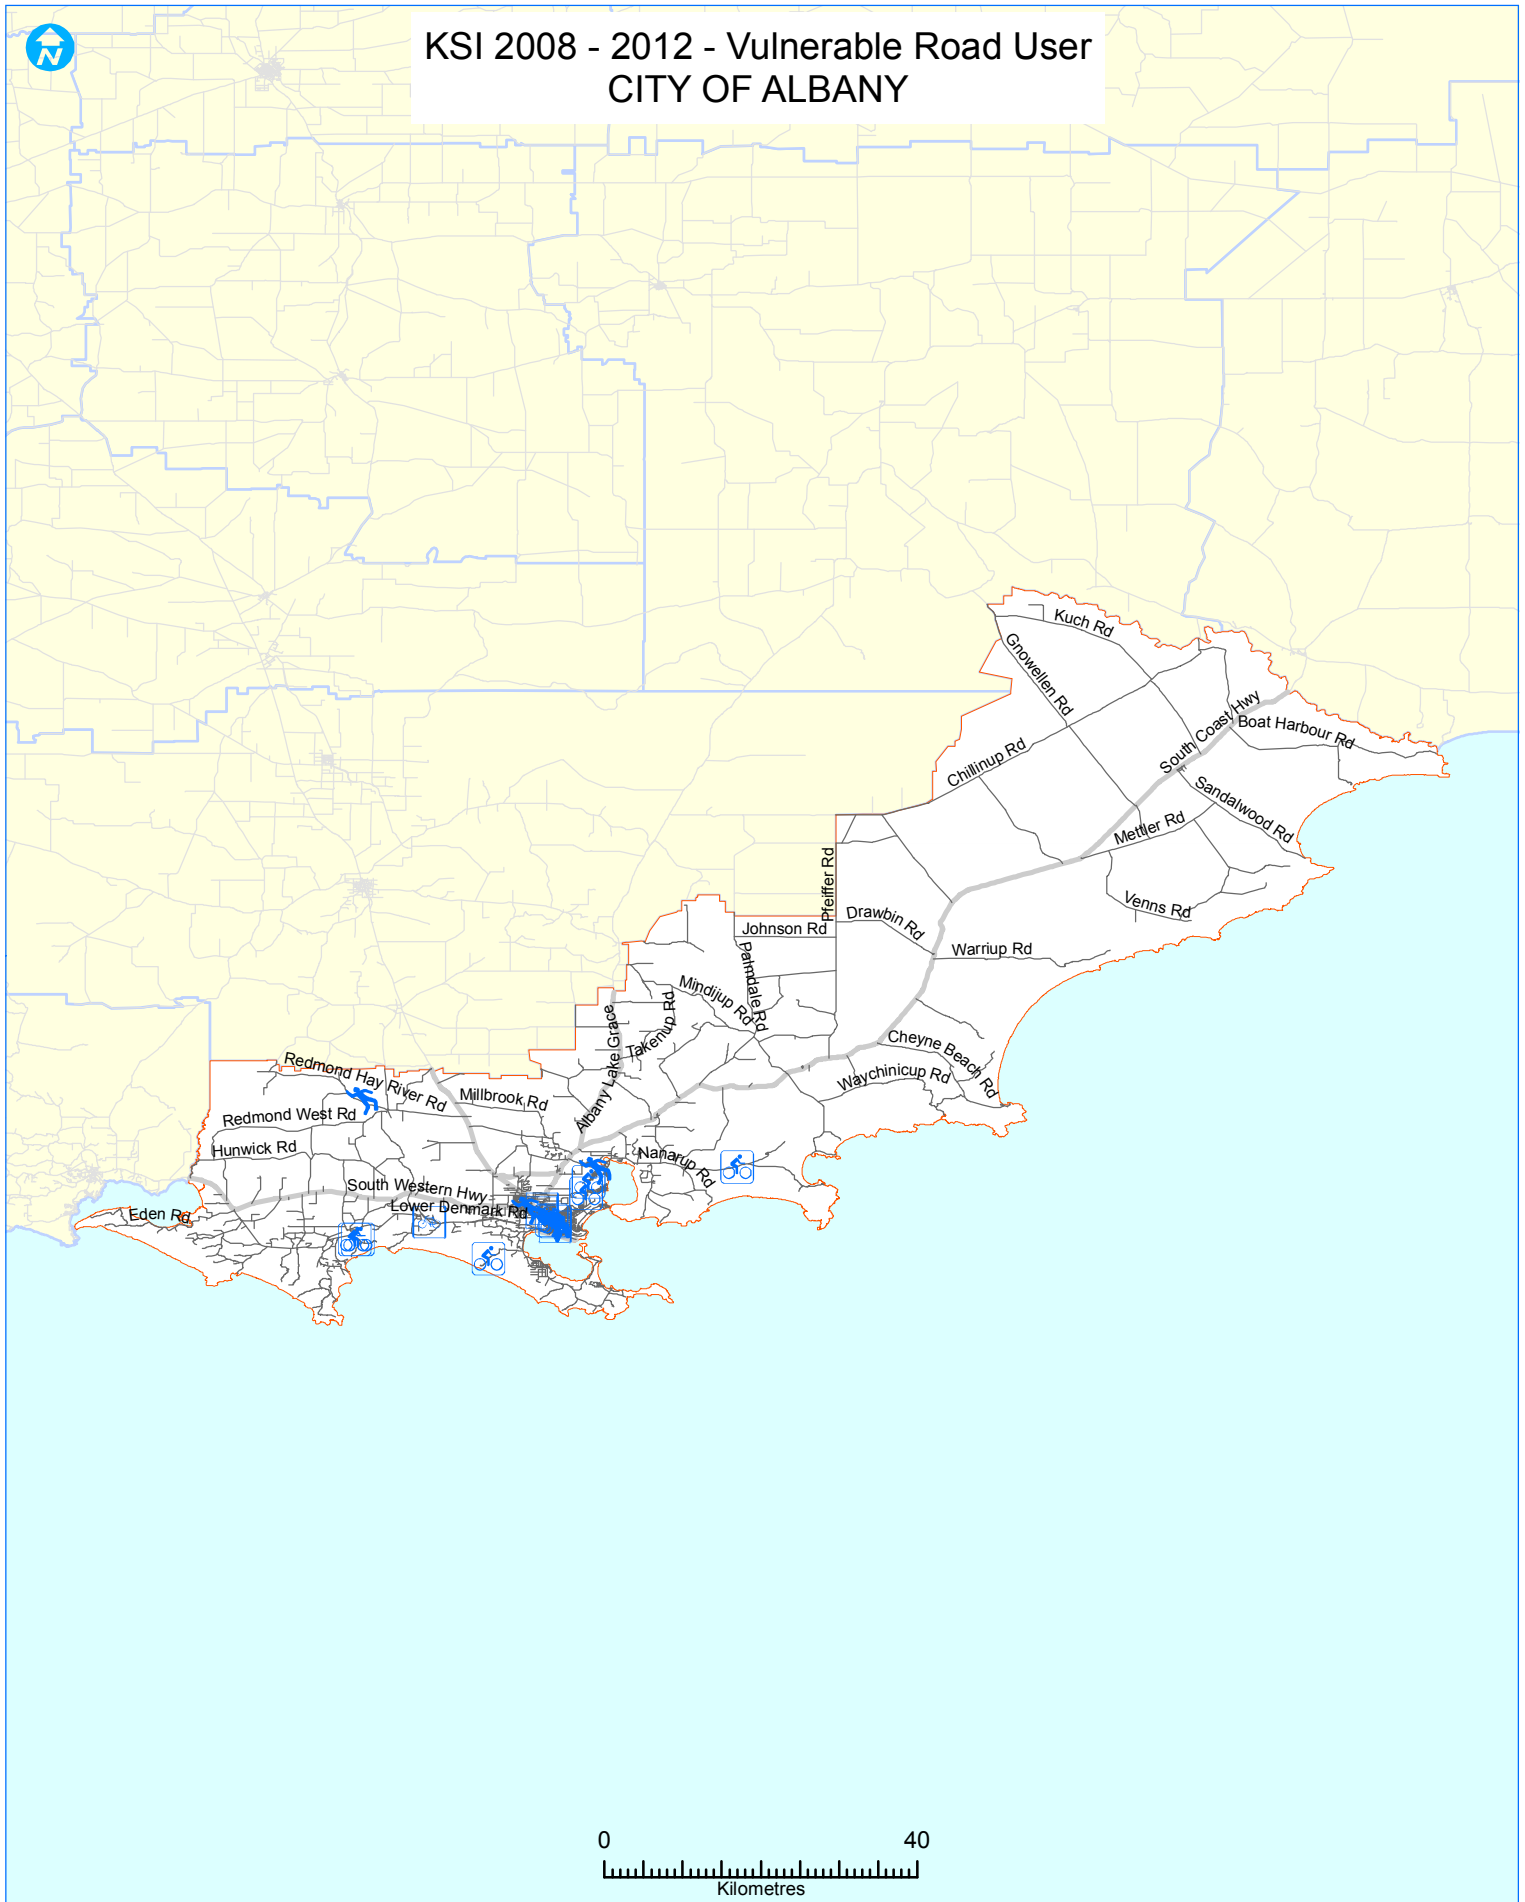 N
KSI 2008 - 2012 - Vulnerable Road User
CITY OF ALBANY
Kuch Rd
Gnowellen Rd
South Coast Hwy
Boat Harbour Rd
Chillinup Rd
Sandalwood Rd
Mettler Rd
Pfeiffer Rd
Venns Rd
Drawbin Rd
Johnson Rd
Warriup Rd
Palmdale Rd
Mindijup Rd
Takenup Rd
Albany Lake Grace
Cheyne Beach Rd
Waychinicup Rd
Redmond Hay River Rd
Millbrook Rd
Redmond West Rd
Hunwick Rd
Nanarup Rd
South Western Hwy
Lower Denmark Rd
Eden Rd
0 40
Kilometres